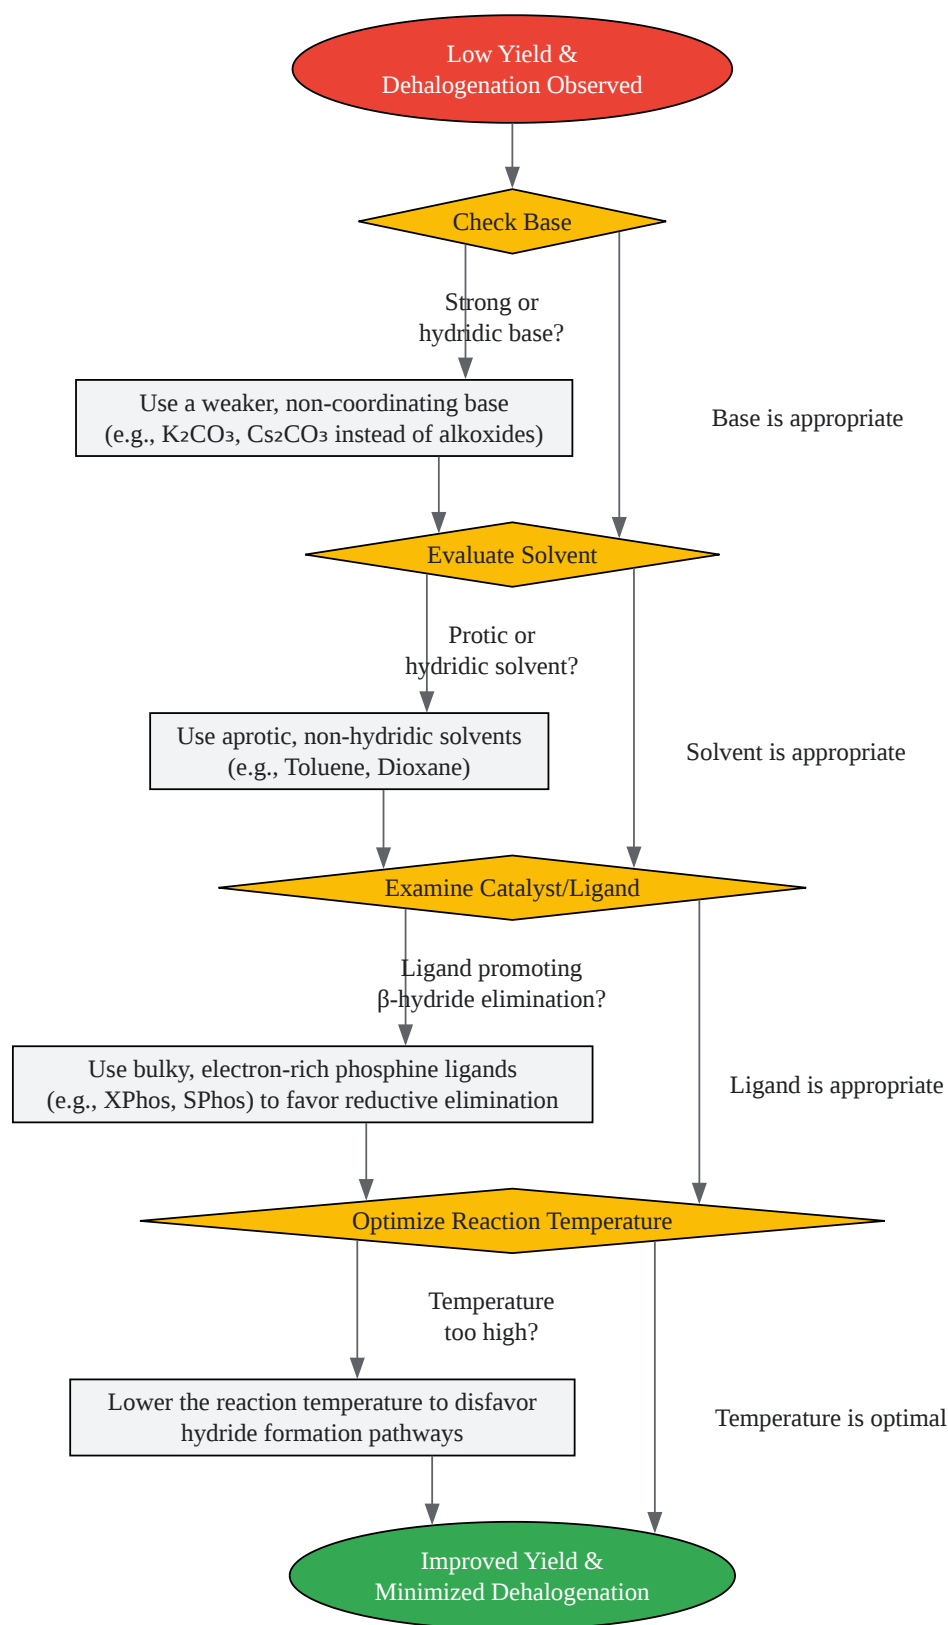 Low Yield &
Dehalogenation Observed
Check Base
Strong or
hydridic base?
Use a weaker, non-coordinating base
(e.g., K₂CO₃, Cs₂CO₃ instead of alkoxides)
Base is appropriate
Evaluate Solvent
Protic or
hydridic solvent?
Use aprotic, non-hydridic solvents
(e.g., Toluene, Dioxane)
Solvent is appropriate
Examine Catalyst/Ligand
Ligand promoting
β-hydride elimination?
Use bulky, electron-rich phosphine ligands
(e.g., XPhos, SPhos) to favor reductive elimination
Ligand is appropriate
Optimize Reaction Temperature
Temperature
too high?
Lower the reaction temperature to disfavor
hydride formation pathways
Temperature is optimal
Improved Yield &
Minimized Dehalogenation